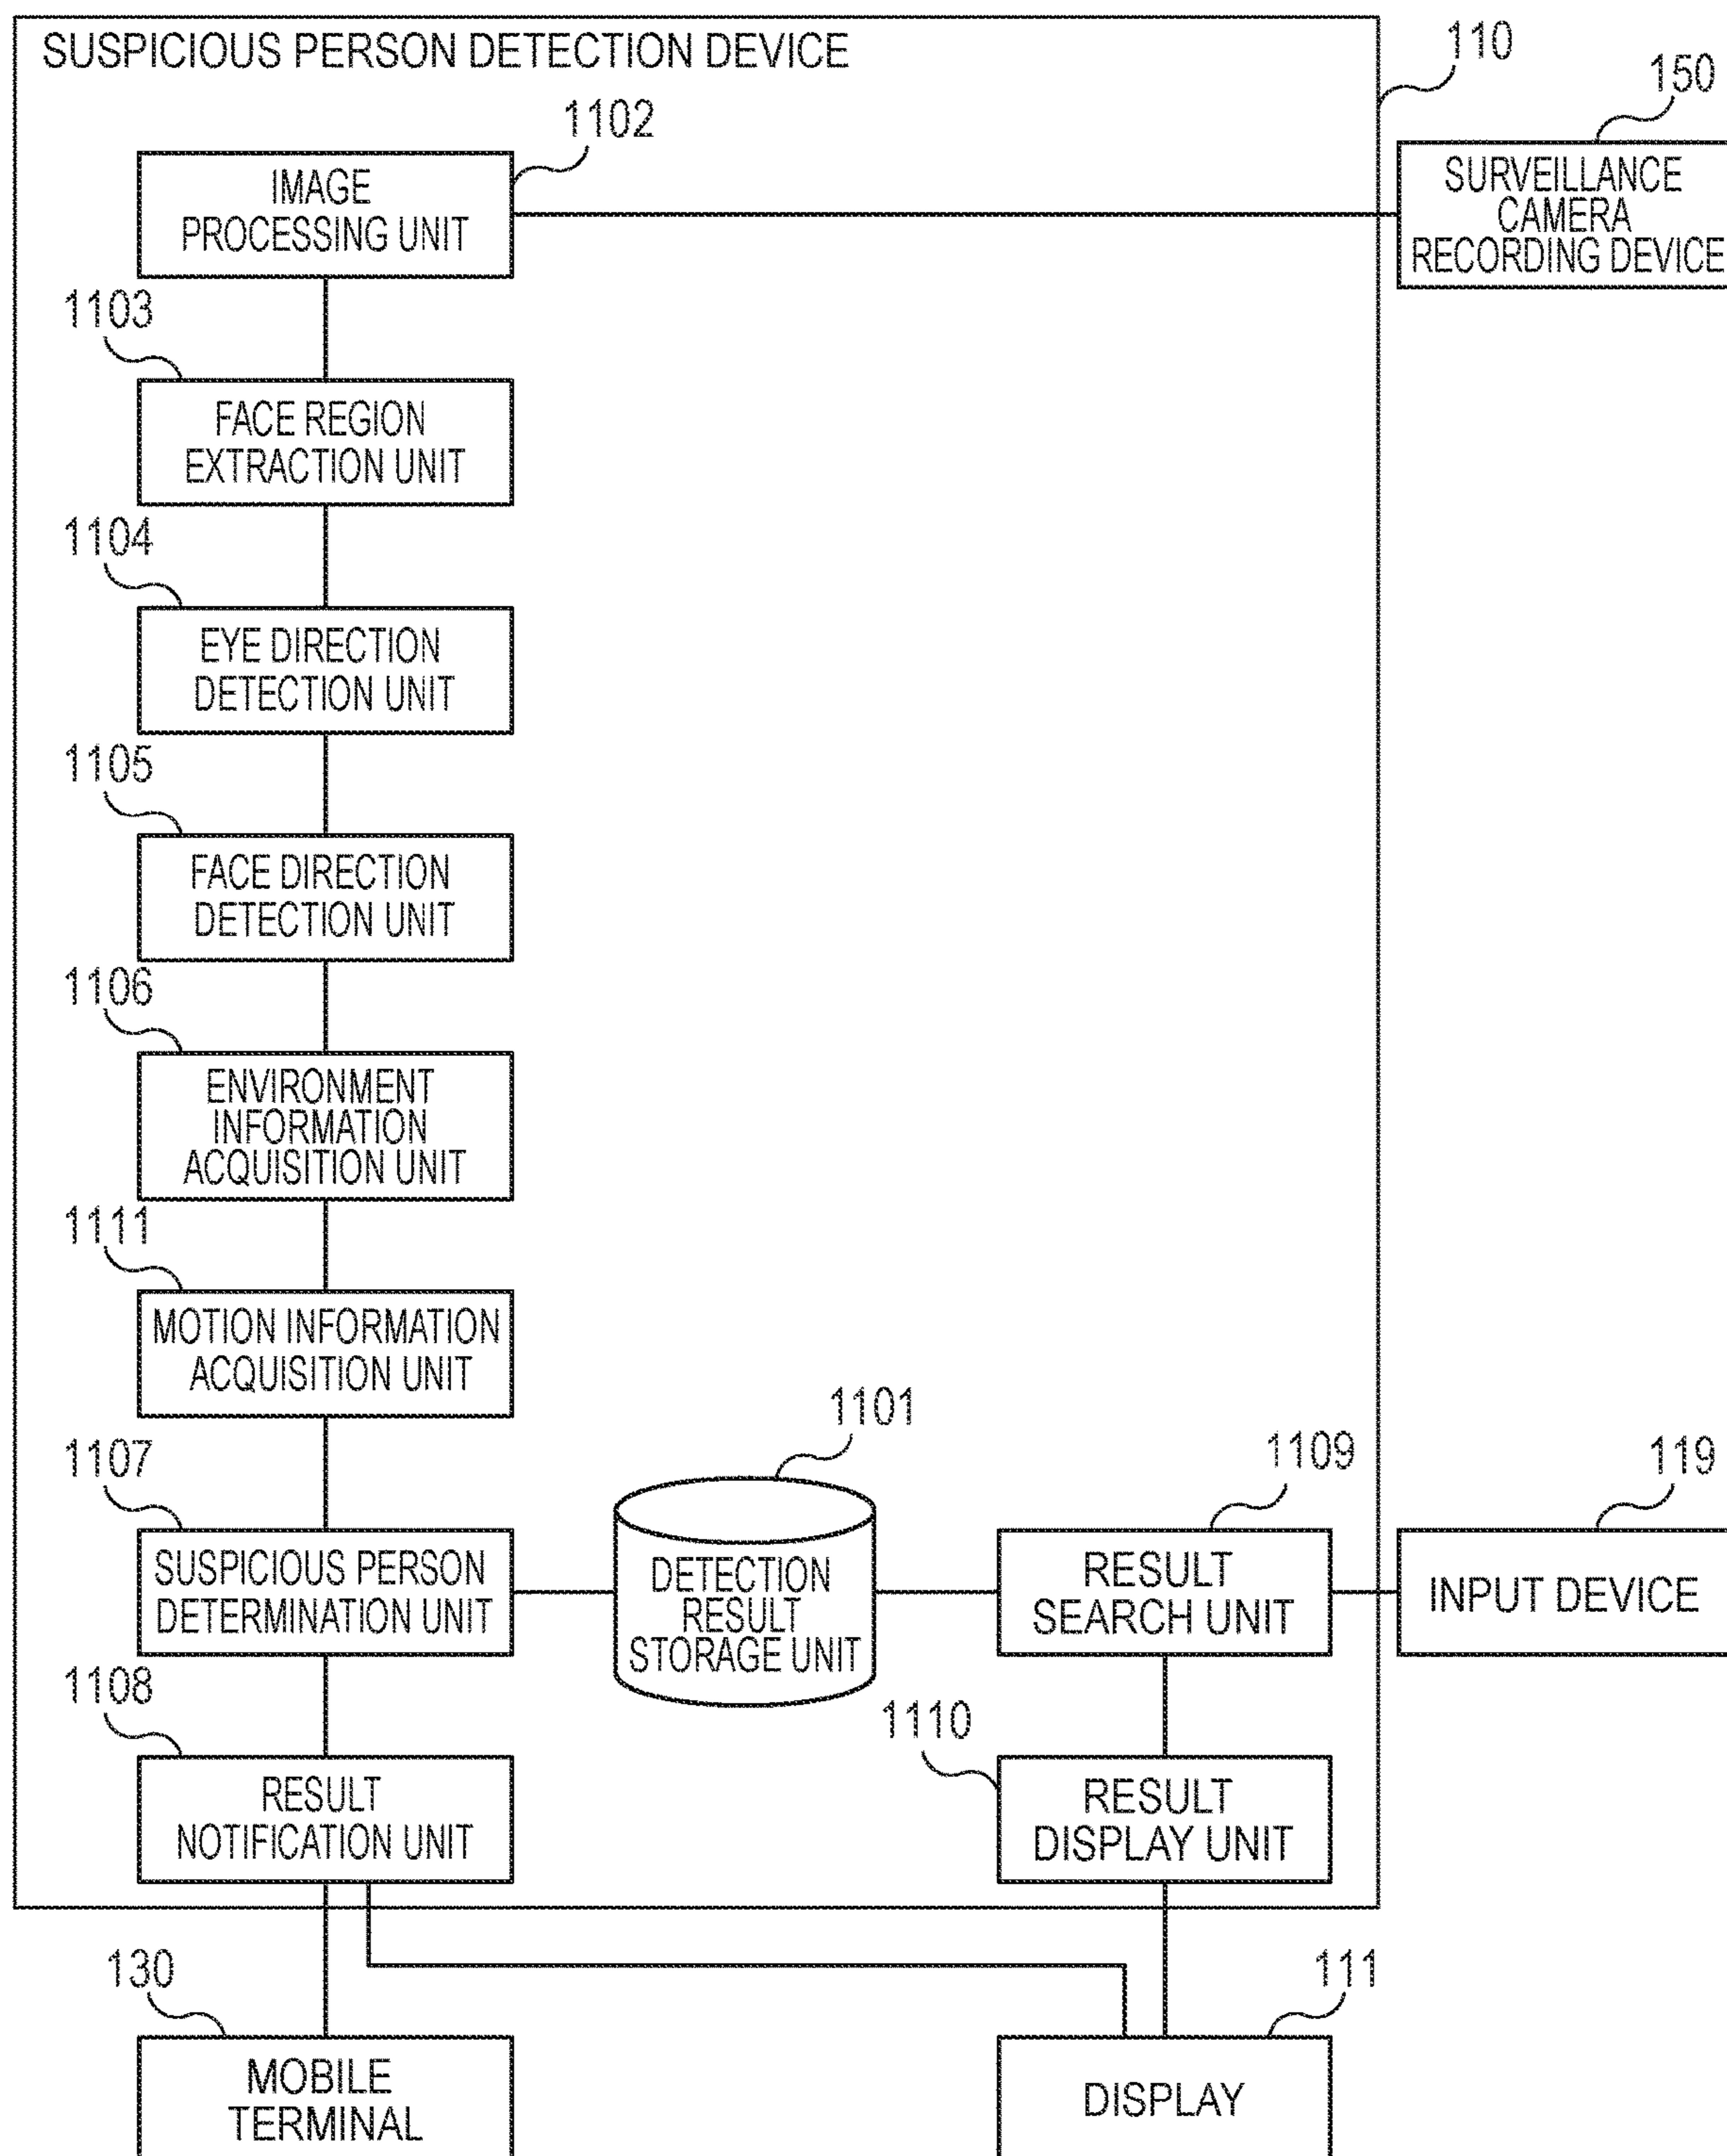 SUSPICIOUS PERSON DETECTION DEVICE
110
150
1102
IMAGE
PROCESSING UNIT
SURVEILLANCE
CAMERA
RECORDING DEVICE
1103
FACE REGION
EXTRACTION UNIT
1104
EYE DIRECTION
DETECTION UNIT
1105
FACE DIRECTION
DETECTION UNIT
1106
ENVIRONMENT
INFORMATION
ACQUISITION UNIT
1111
MOTION INFORMATION
ACQUISITION UNIT
1107
SUSPICIOUS PERSON
DETERMINATION UNIT
1101
DETECTION
RESULT
STORAGE UNIT
1109
RESULT
SEARCH UNIT
119
INPUT DEVICE
1108
RESULT
NOTIFICATION UNIT
1110
RESULT
DISPLAY UNIT
130
MOBILE
TERMINAL
111
DISPLAY